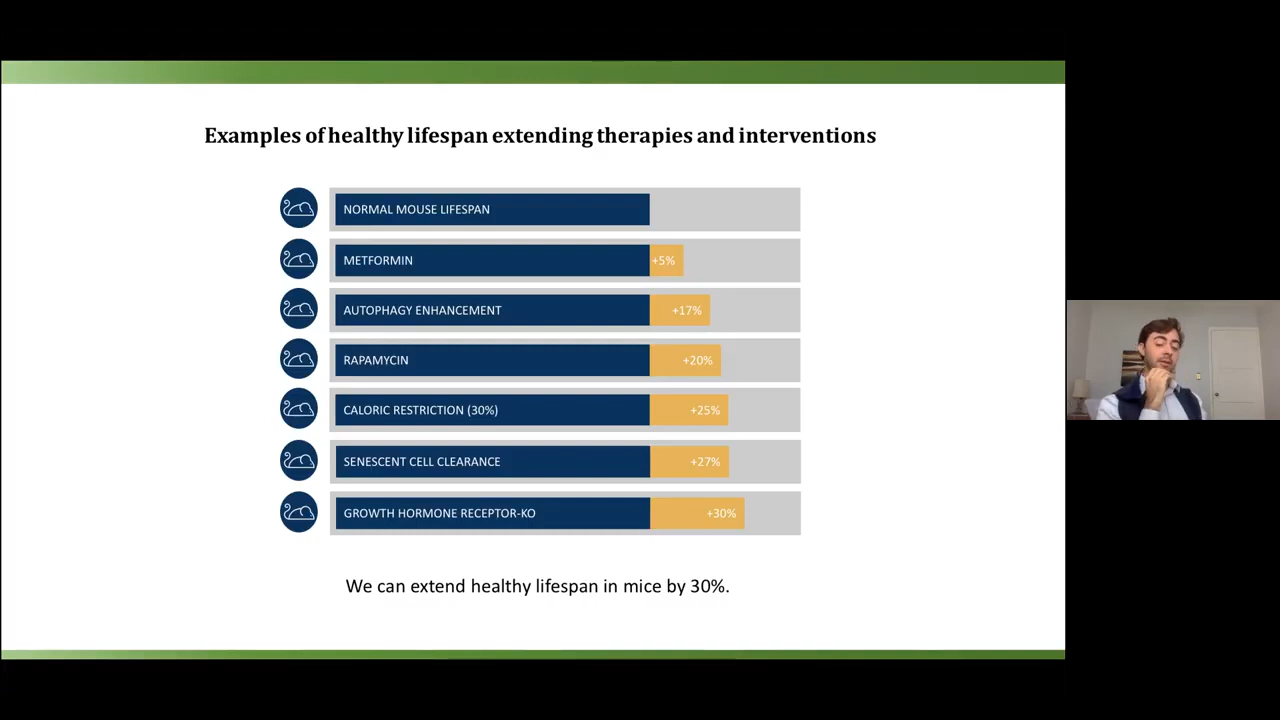 Examples of healthy lifespan extending therapies and interventions
NORMAL MOUSE LIFESPAN
METFORMIN +5%
AUTOPHAGY ENHANCEMENT +17%
RAPAMYCIN +20%
CALORIC RESTRICTION (30%) +25%
SENESCENT CELL CLEARANCE +27%
GROWTH HORMONE RECEPTOR-KO +30%
We can extend healthy lifespan in mice by 30%.